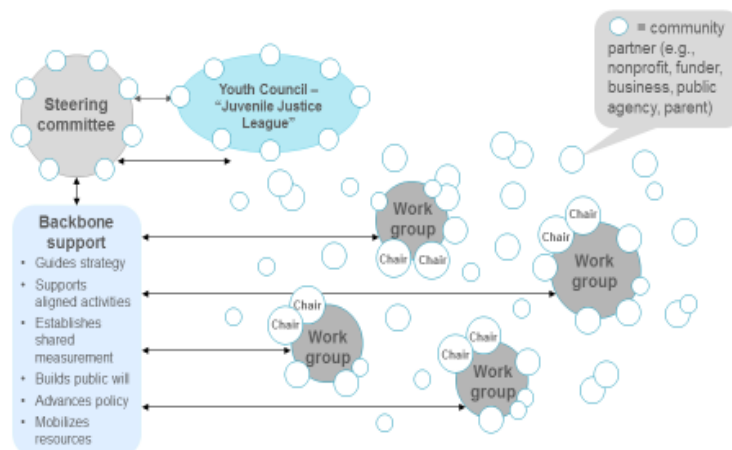 Steering
committee
Youth Council –
"Juvenile Justice
League"
= community
partner (e.g.,
nonprofit, funder,
business, public
agency, parent)
Backbone
support
• Guides strategy
• Supports
aligned activities
• Establishes
shared
measurement
• Builds public will
• Advances policy
• Mobilizes
resources
Work
group
Chair
Chair
Chair
Chair
Work
group
Chair
Chair
Work
group
Chair
Chair
Work
group